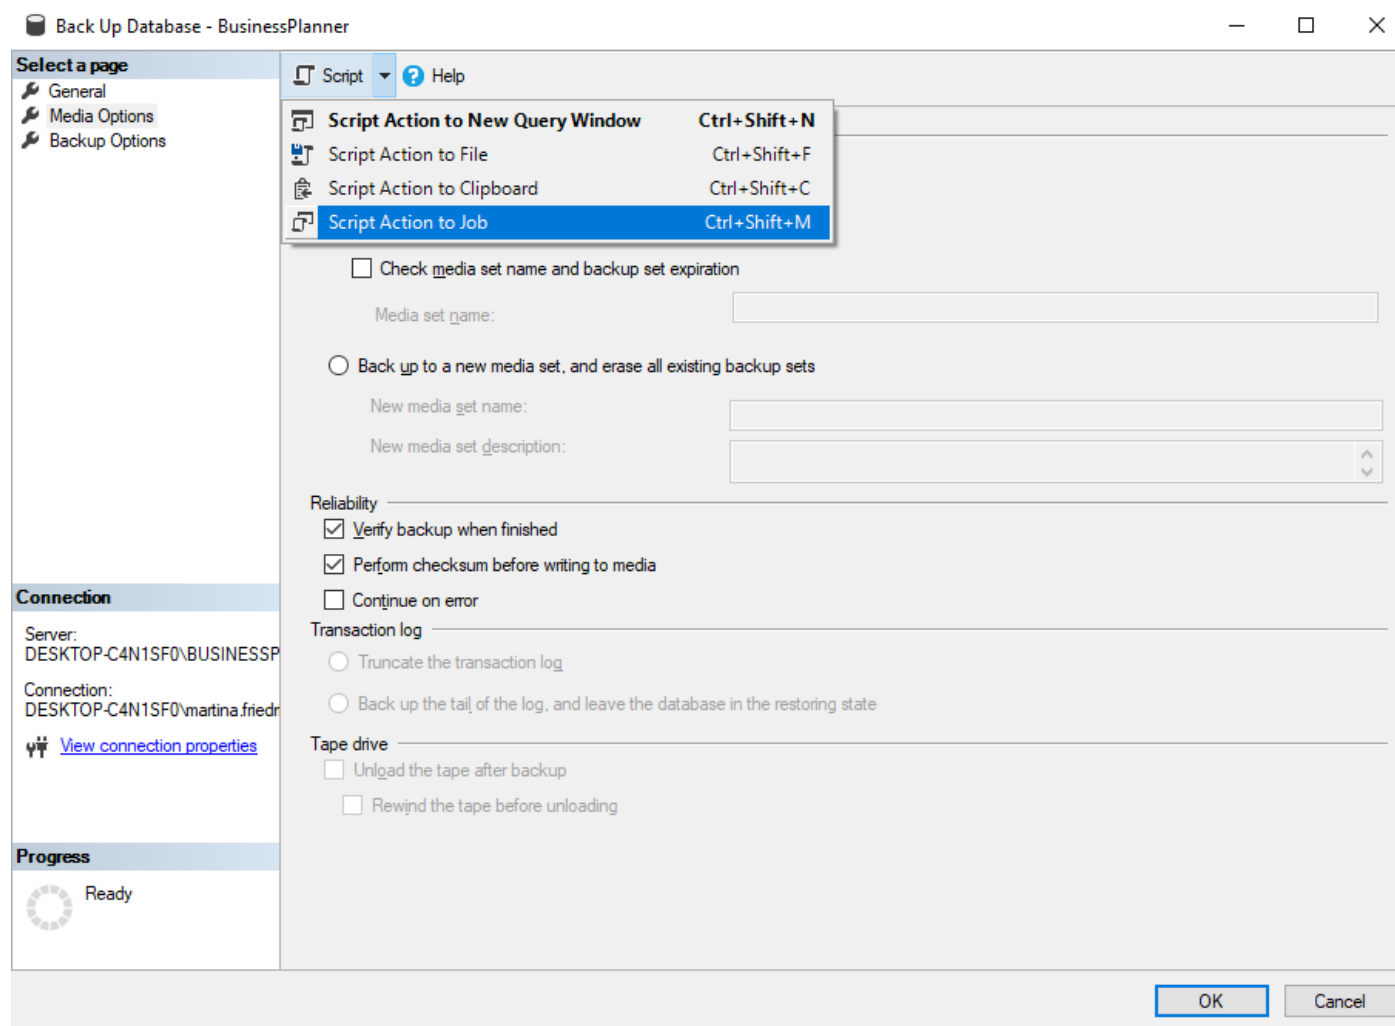 Back Up Database - BusinessPlanner
Select a page
General
Media Options
Backup Options
Script
Help
Script Action to New Query Window Ctrl+Shift+N
Script Action to File Ctrl+Shift+F
Script Action to Clipboard Ctrl+Shift+C
Script Action to Job Ctrl+Shift+M
Check media set name and backup set expiration
Media set name:
Back up to a new media set, and erase all existing backup sets
New media set name:
New media set description:
Reliability
Verify backup when finished
Perform checksum before writing to media
Continue on error
Transaction log
Truncate the transaction log
Back up the tail of the log, and leave the database in the restoring state
Tape drive
Unload the tape after backup
Rewind the tape before unloading
Connection
Server:
DESKTOP-C4N1SF0\BUSINESSP
Connection:
DESKTOP-C4N1SF0\martina.friedr
View connection properties
Progress
Ready
OK
Cancel